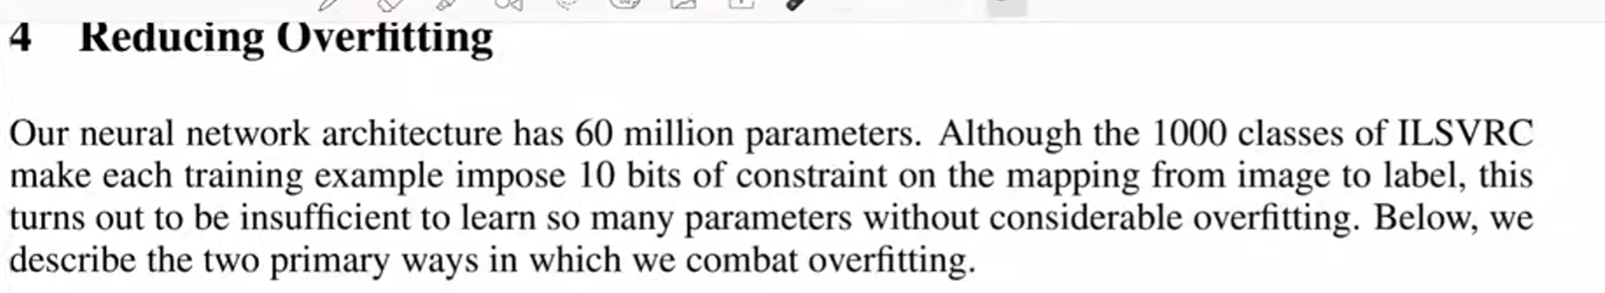 4 Reducing Overfitting
Our neural network architecture has 60 million parameters. Although the 1000 classes of ILSVRC
make each training example impose 10 bits of constraint on the mapping from image to label, this
turns out to be insufficient to learn so many parameters without considerable overfitting. Below, we
describe the two primary ways in which we combat overfitting.